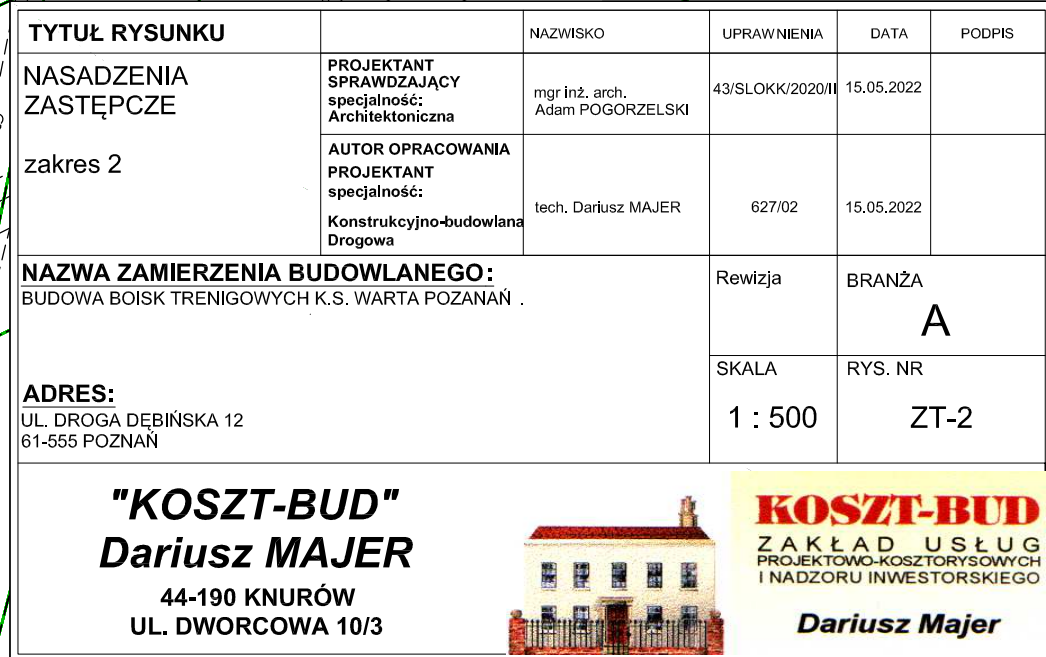 TYTUŁ RYSUNKU
NAZWISKO
UPRAWNIENIA
DATA
PODPIS
NASADZENIA
ZASTĘPCZE
zakres 2
PROJEKTANT
SPRAWDZAJĄCY
specjalność:
Architektoniczna
mgr inż. arch.
Adam POGORZELSKI
43/SLOKK/2020/II
15.05.2022
AUTOR OPRACOWANIA
PROJEKTANT
specjalność:
Konstrukcyjno-budowlana
Drogowa
tech. Dariusz MAJER
627/02
15.05.2022
NAZWA ZAMIERZENIA BUDOWLANEGO:
BUDOWA BOISK TRENIGOWYCH K.S. WARTA POZANAŃ .
Rewizja
BRANŻA
A
ADRES:
UL. DROGA DĘBIŃSKA 12
61-555 POZNAŃ
SKALA
1 : 500
RYS. NR
ZT-2
"KOSZT-BUD"
Dariusz MAJER
44-190 KNURÓW
UL. DWORCOWA 10/3
KOSZT-BUD
ZAKŁAD USŁUG
PROJEKTOWO-KOSZTORYSOWYCH
I NADZORU INWESTORSKIEGO
Dariusz Majer